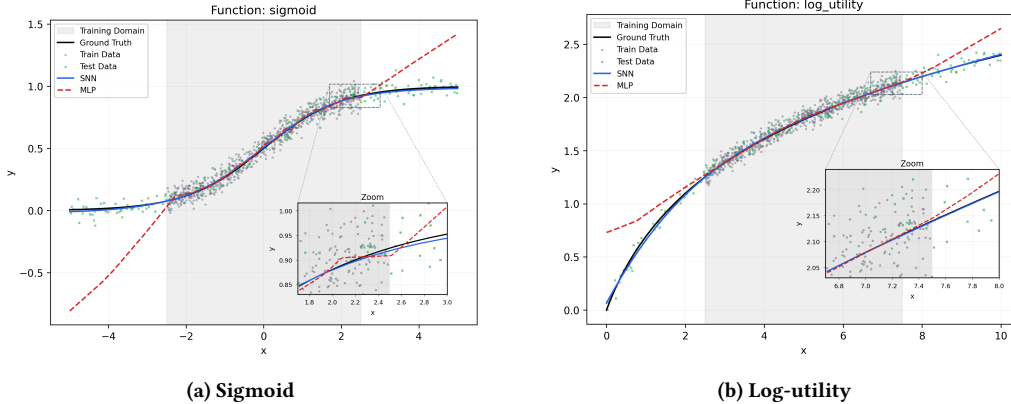 Function: sigmoid
1.5
1.0
0.5
0.0
−0.5
y
Training Domain
Ground Truth
Train Data
Test Data
SNN
MLP
Zoom
1.00
0.95
0.90
0.85
y
1.8 2.0 2.2 2.4 2.6 2.8 3.0
x
−4 −2 0 2 4
x
(a) Sigmoid
Function: log_utility
2.5
2.0
1.5
1.0
0.5
0.0
y
Training Domain
Ground Truth
Train Data
Test Data
SNN
MLP
Zoom
2.20
2.15
2.10
2.05
y
6.8 7.0 7.2 7.4 7.6 7.8 8.0
x
0 2 4 6 8 10
x
(b) Log-utility